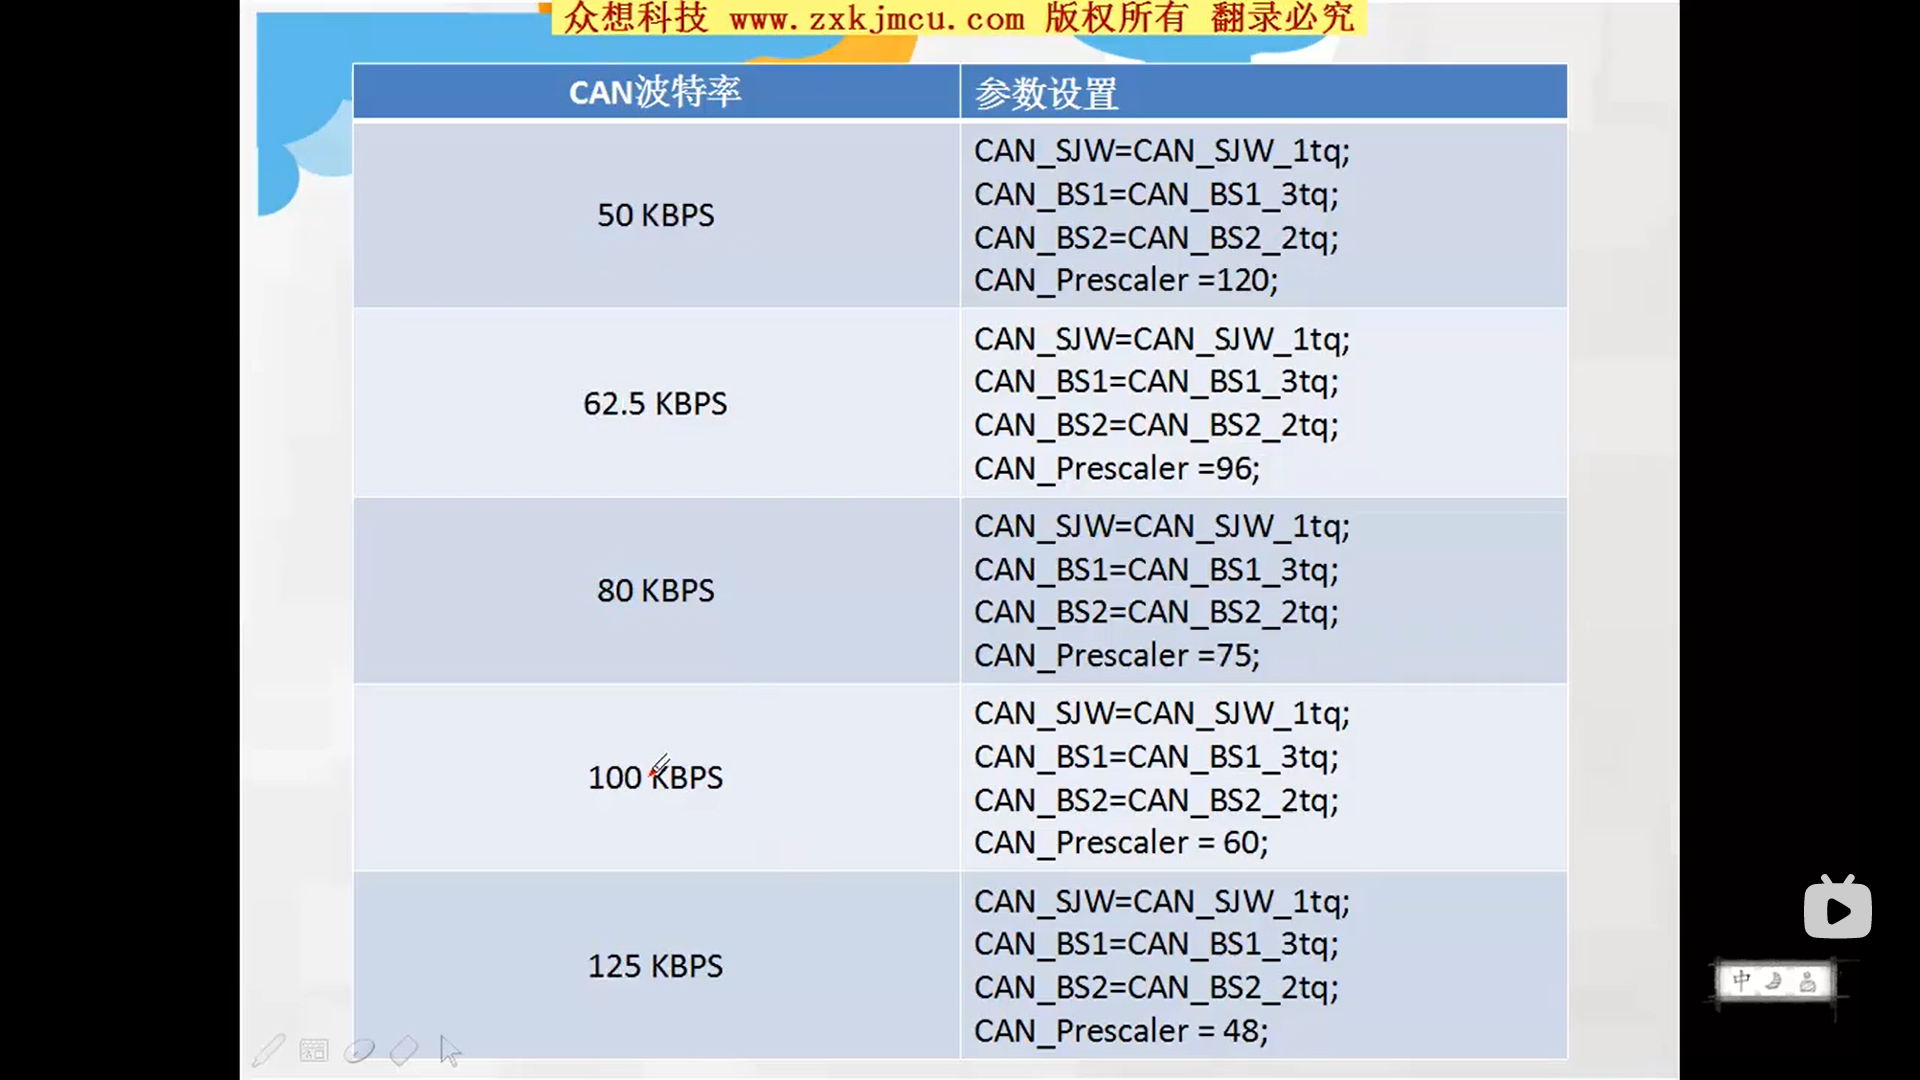 众想科技 www.zxkjmcu.com 版权所有 翻录必究
CAN波特率
参数设置
50 KBPS
CAN_SJW=CAN_SJW_1tq;
CAN_BS1=CAN_BS1_3tq;
CAN_BS2=CAN_BS2_2tq;
CAN_Prescaler =120;
62.5 KBPS
CAN_SJW=CAN_SJW_1tq;
CAN_BS1=CAN_BS1_3tq;
CAN_BS2=CAN_BS2_2tq;
CAN_Prescaler =96;
80 KBPS
CAN_SJW=CAN_SJW_1tq;
CAN_BS1=CAN_BS1_3tq;
CAN_BS2=CAN_BS2_2tq;
CAN_Prescaler =75;
100 KBPS
CAN_SJW=CAN_SJW_1tq;
CAN_BS1=CAN_BS1_3tq;
CAN_BS2=CAN_BS2_2tq;
CAN_Prescaler = 60;
125 KBPS
CAN_SJW=CAN_SJW_1tq;
CAN_BS1=CAN_BS1_3tq;
CAN_BS2=CAN_BS2_2tq;
CAN_Prescaler = 48;
中